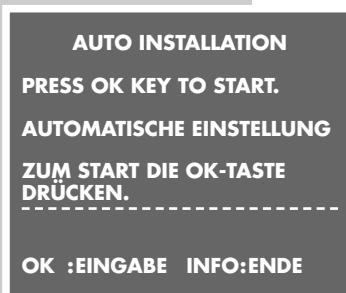 AUTO INSTALLATION
PRESS OK KEY TO START.
AUTOMATISCHE EINSTELLUNG
ZUM START DIE OK-TASTE
DRÜCKEN.
OK :EINGABE INFO:ENDE